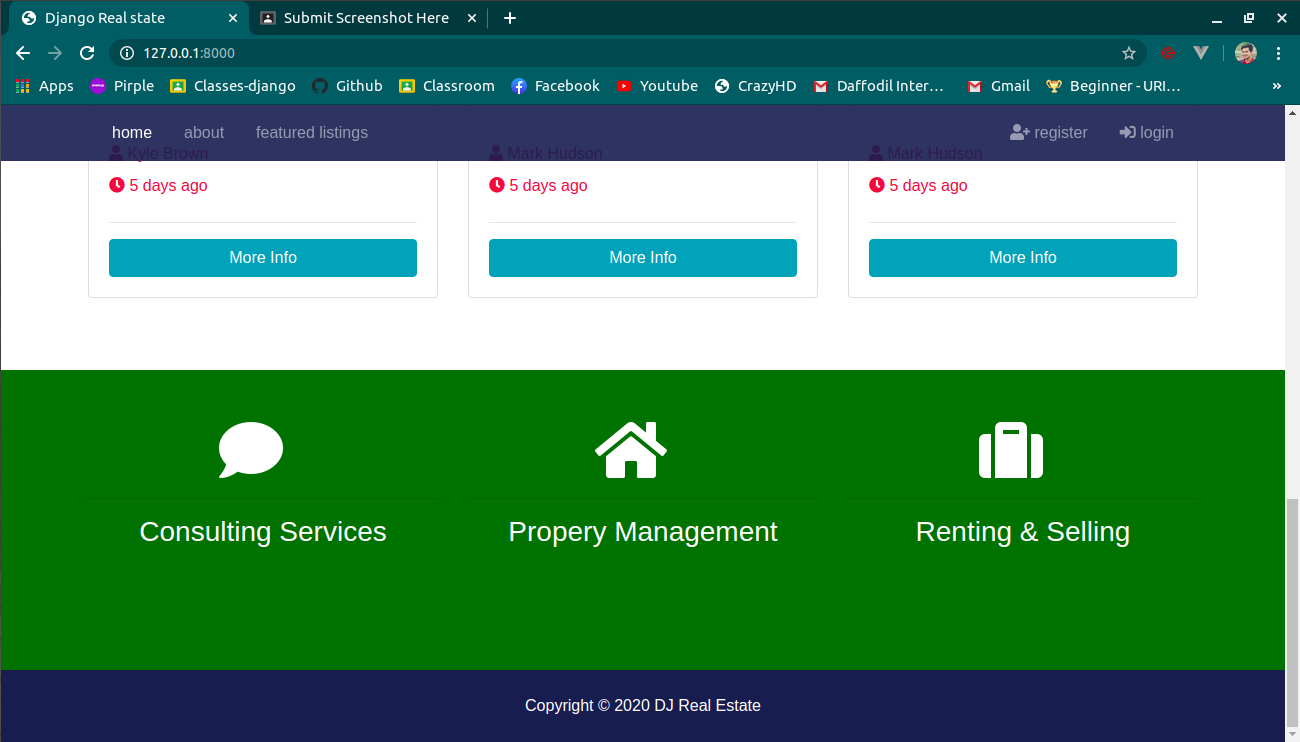 Django Real state
Submit Screenshot Here
127.0.0.1:8000
Apps Pirple Classes-django Github Classroom Facebook Youtube CrazyHD Daffodil Inter... Gmail Beginner - URI... »
home about featured listings register login
Kyle Brown Mark Hudson Mark Hudson
5 days ago 5 days ago 5 days ago
More Info More Info More Info
Consulting Services Propery Management Renting & Selling
Copyright © 2020 DJ Real Estate